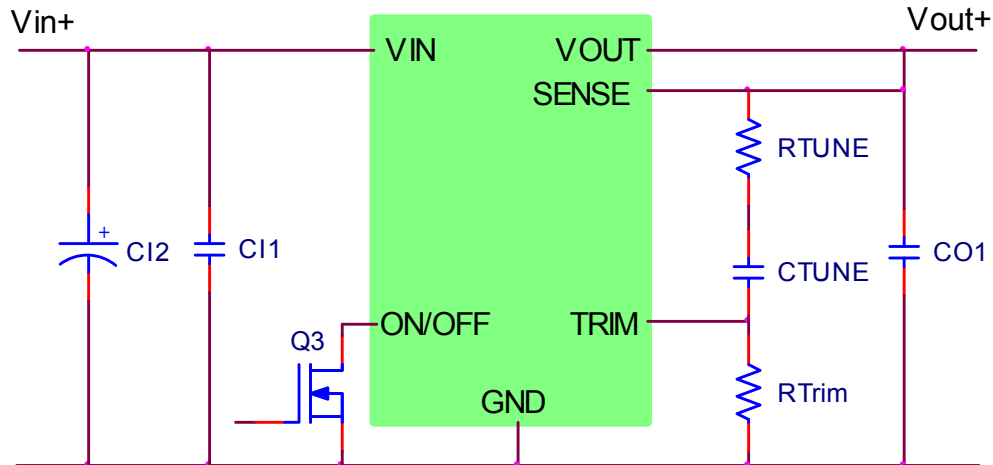 Vin+
Vout+
VIN
VOUT
SENSE
RTUNE
+
CI2
CI1
CTUNE
CO1
ON/OFF
TRIM
Q3
RTrim
GND